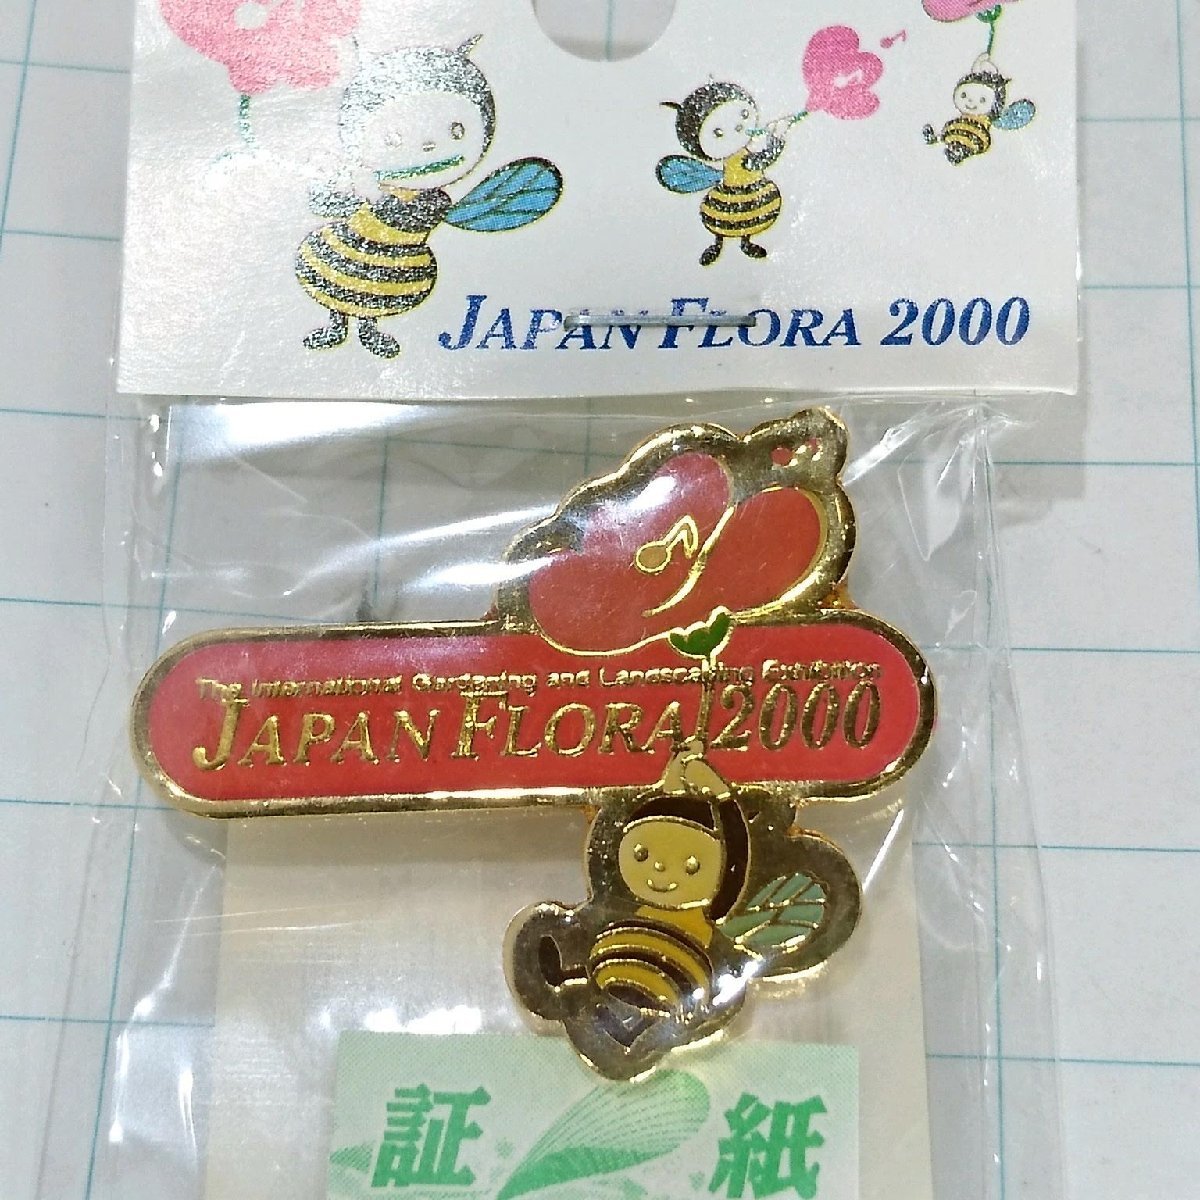 JAPAN FLORA 2000
The International Gardening and Landscaping Exhibition
JAPAN FLORA 2000
証 紙